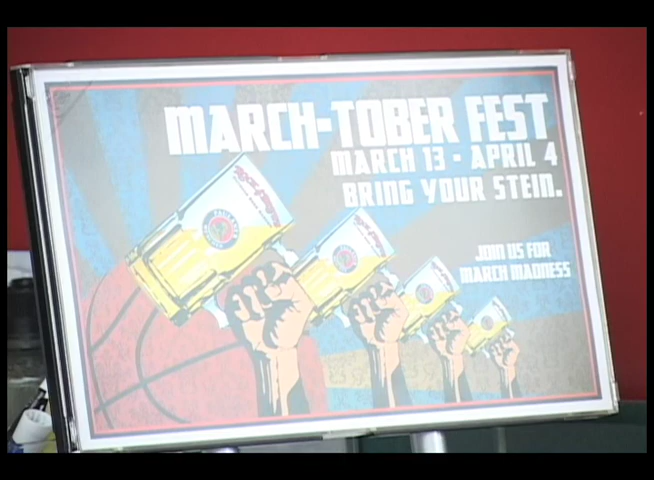 MARCH-TOBER FEST
MARCH 13 - APRIL 4
BRING YOUR STEIN.
JOIN US FOR
MARCH MADNESS